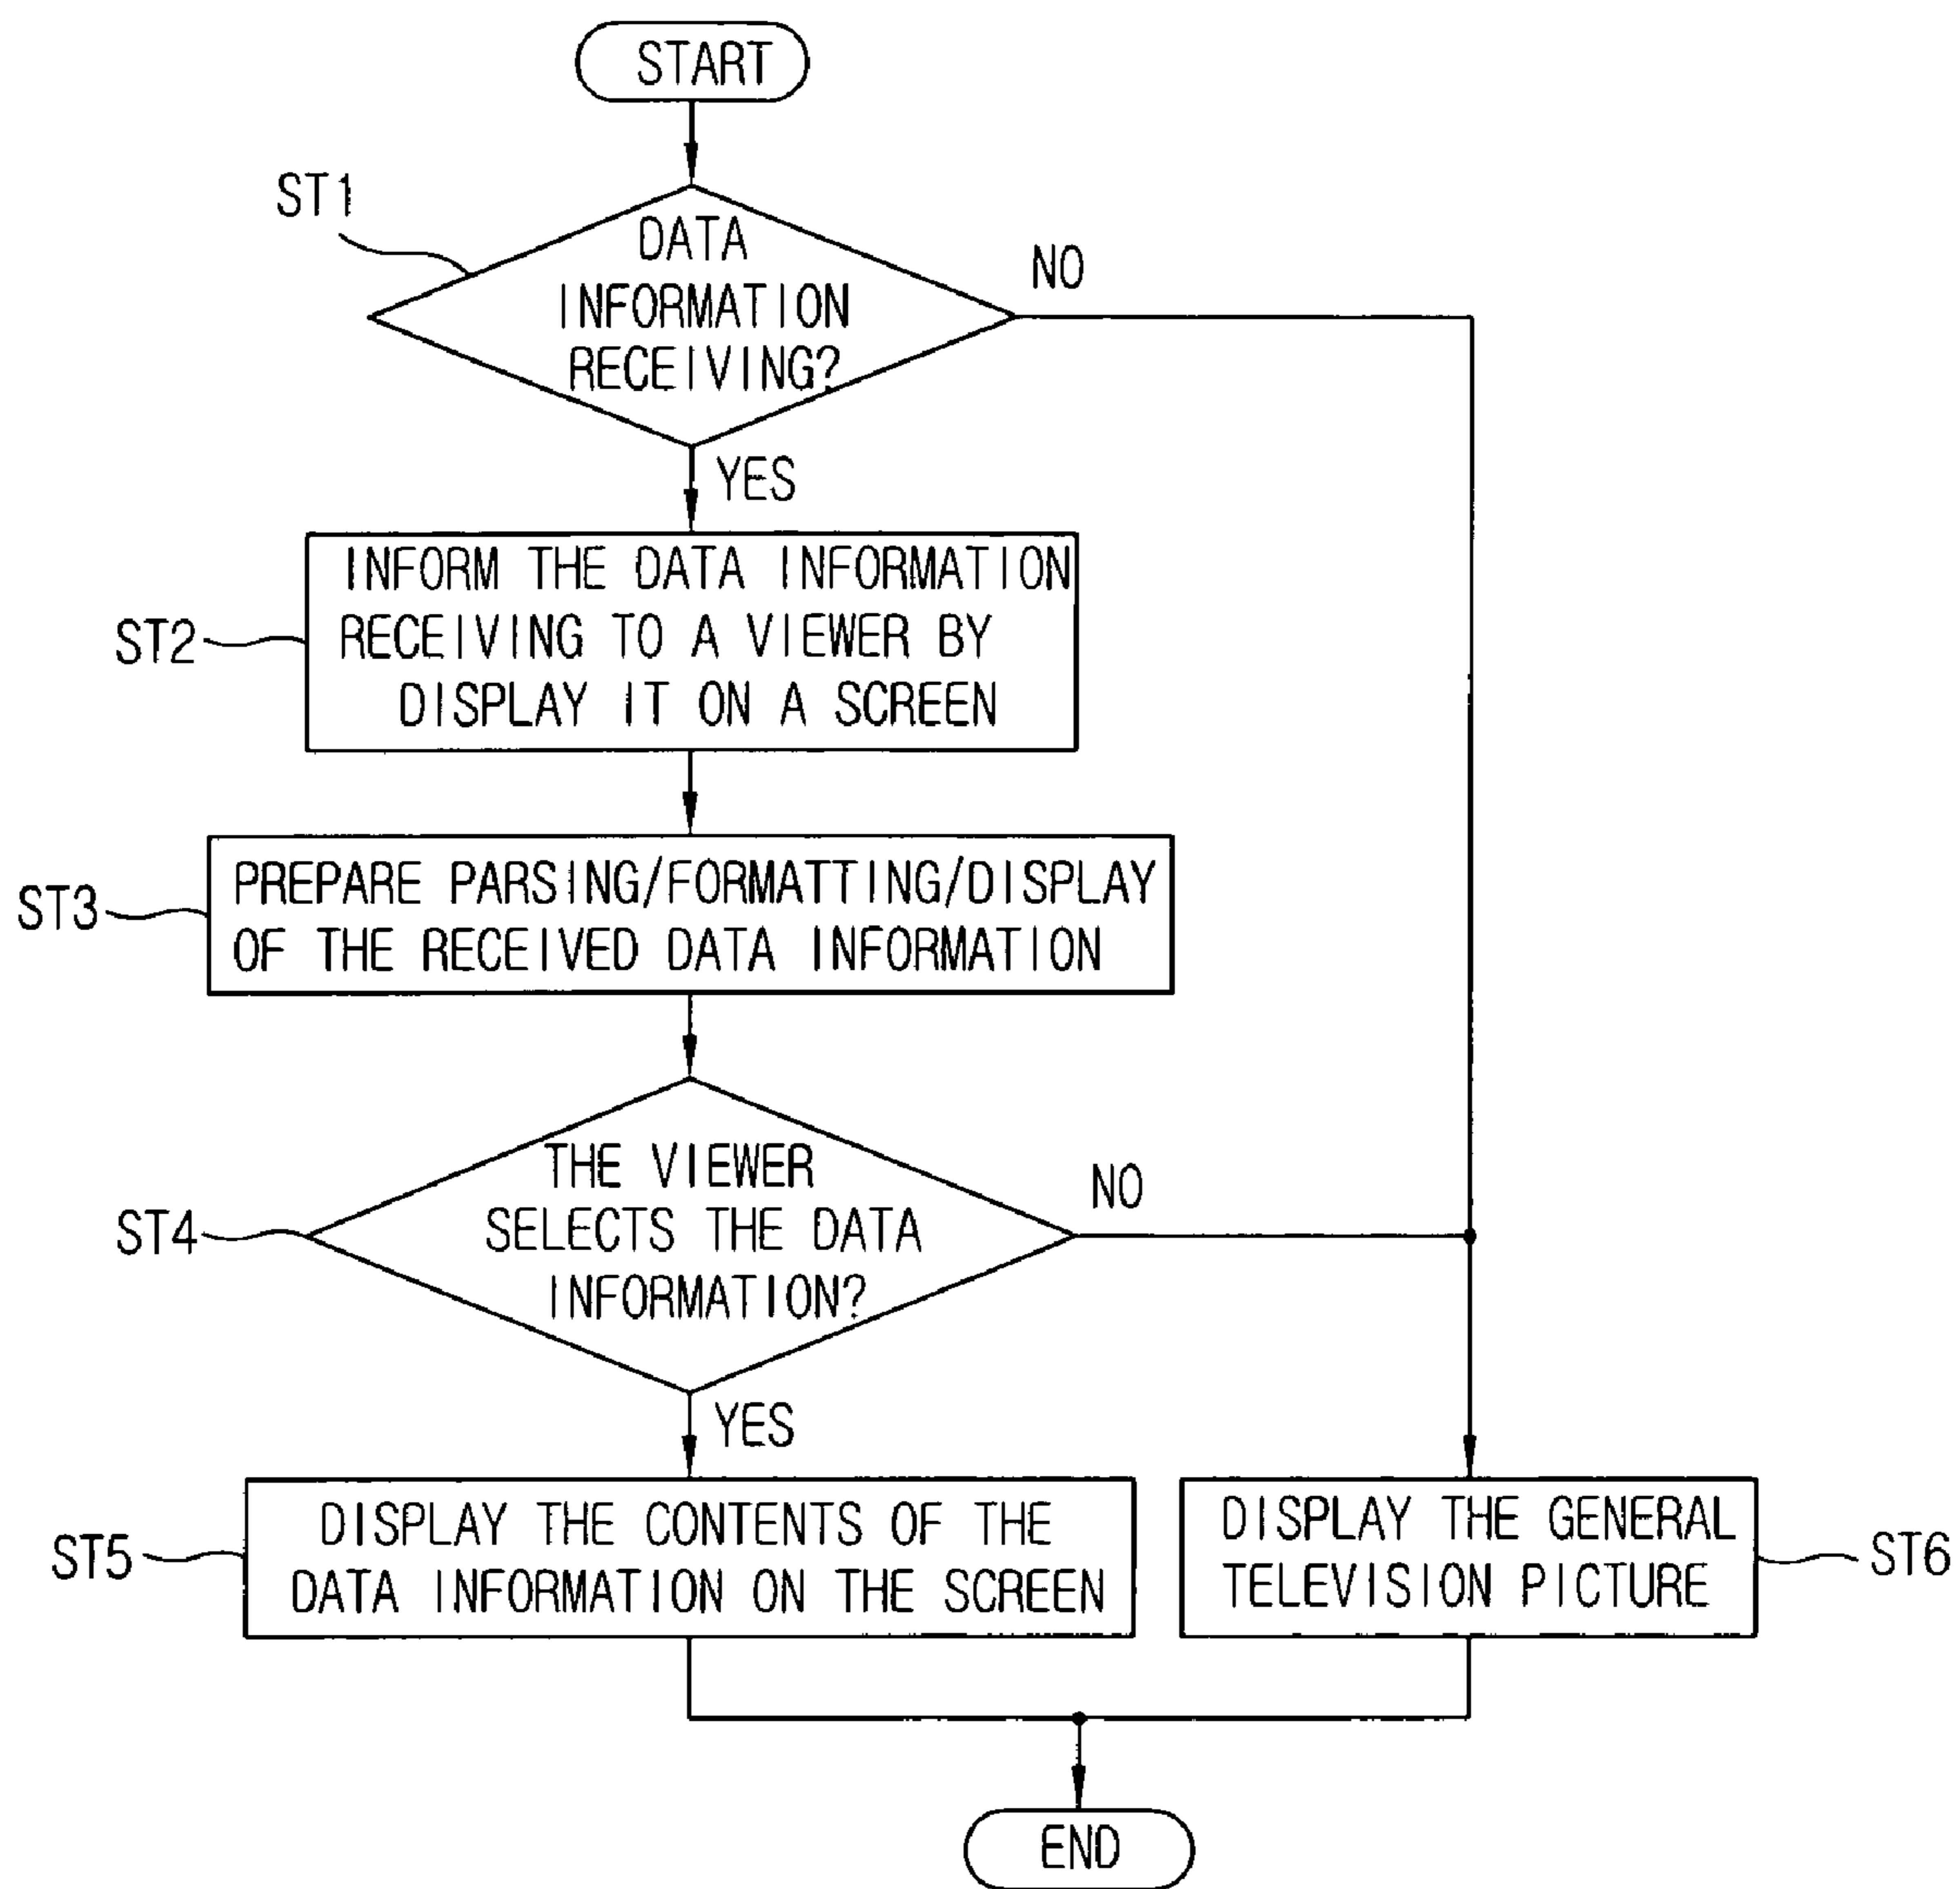 START
ST1
DATA
INFORMATION
RECEIVING?
NO
YES
INFORM THE DATA INFORMATION
RECEIVING TO A VIEWER BY
DISPLAY IT ON A SCREEN
ST2
PREPARE PARSING/FORMATTING/DISPLAY
OF THE RECEIVED DATA INFORMATION
ST3
THE VIEWER
SELECTS THE DATA
INFORMATION?
ST4
NO
YES
DISPLAY THE CONTENTS OF THE
DATA INFORMATION ON THE SCREEN
ST5
DISPLAY THE GENERAL
TELEVISION PICTURE
ST6
END